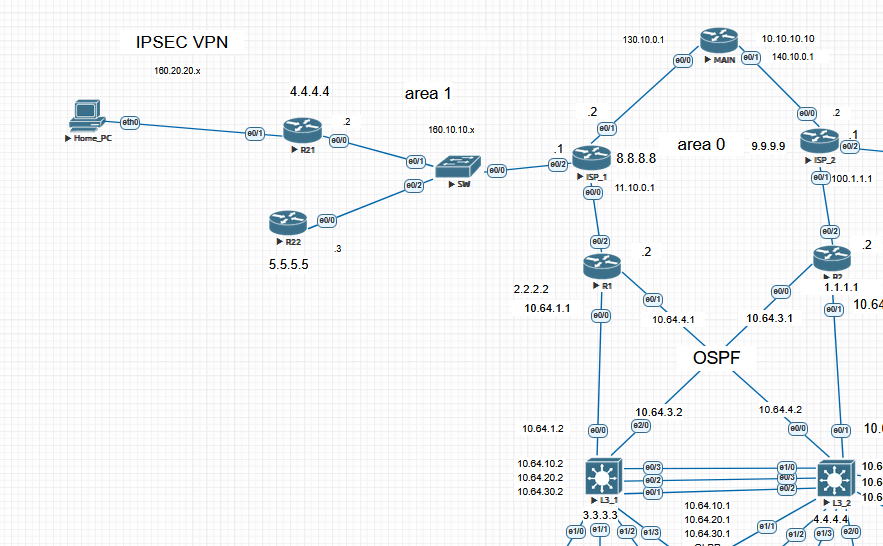 130.10.0.1
10.10.10.10
IPSEC VPN
MAIN
e0/0
e0/1
140.10.0.1
160.20.20.x
4.4.4.4
area 1
.2
e0/0
.2
eth0
Home_PC
e0/1
R21
.2
e0/0
160.10.10.x
e0/1
area 0
9.9.9.9
ISP_2
.1
e0/2
e0/1
e0/2
SW
e0/0
.1
e0/2
ISP_1
8.8.8.8
11.10.0.1
e0/0
e0/1
100.1.1.1
R22
e0/0
.3
5.5.5.5
e0/2
.2
R1
e0/2
.2
R2
2.2.2.2
10.64.1.1
e0/0
e0/1
10.64.4.1
e0/0
10.64.3.1
1.1.1.1
e0/1
10.64
OSPF
10.64.3.2
10.64.4.2
10.64.1.2
e0/0
e2/0
e0/0
e0/1
10.
10.64.10.2
10.64.20.2
10.64.30.2
L3_1
e0/3
e0/2
e0/1
e1/0
e0/3
e0/2
L3_2
10.6
10.6
10.6
3.3.3.3
10.64.10.1
10.64.20.1
10.64.30.1
4.4.4.4
e1/0
e1/1
e1/2
e1/3
e1/1
e1/2
e1/3
e2/0